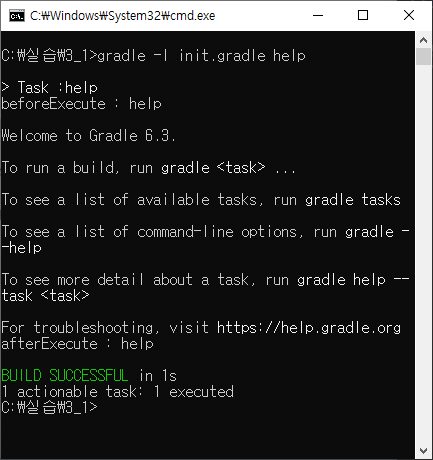 C:\Windows\System32\cmd.exe
C:₩실습₩3_1>gradle -I init.gradle help
> Task :help
beforeExecute : help
Welcome to Gradle 6.3.
To run a build, run gradle <task> ...
To see a list of available tasks, run gradle tasks
To see a list of command-line options, run gradle -
-help
To see more detail about a task, run gradle help --
task <task>
For troubleshooting, visit https://help.gradle.org
afterExecute : help
BUILD SUCCESSFUL in 1s
1 actionable task: 1 executed
C:₩실습₩3_1>